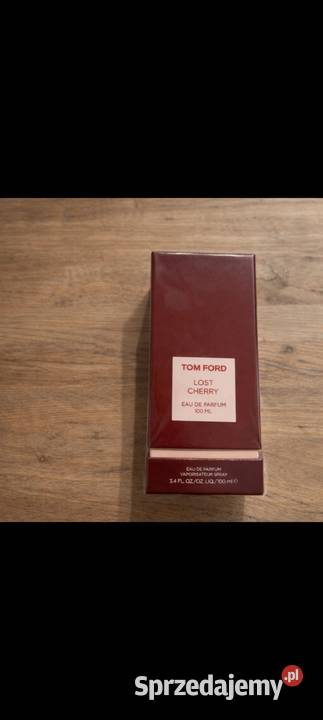 TOM FORD
LOST
CHERRY
EAU DE PARFUM
100 ML
EAU DE PARFUM
VAPORISATEUR SPRAY
3.4 FL. OZ./OZ. LIQ./100 ml ℮
Sprzedajemy.pl